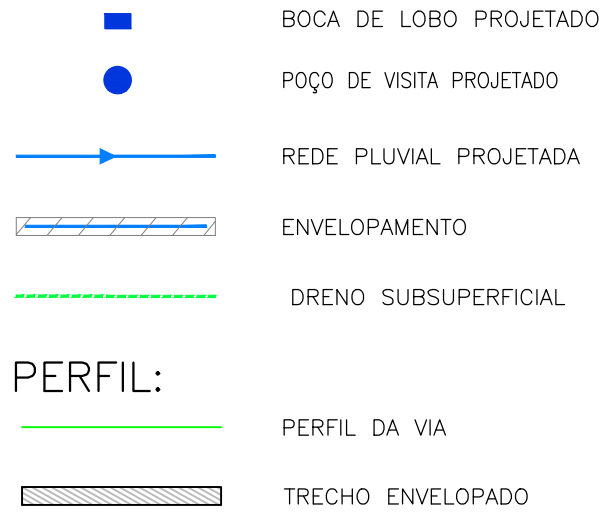 BOCA DE LOBO PROJETADO
POÇO DE VISITA PROJETADO
REDE PLUVIAL PROJETADA
ENVELOPAMENTO
DRENO SUBSUPERFICIAL
PERFIL:
PERFIL DA VIA
TRECHO ENVELOPADO